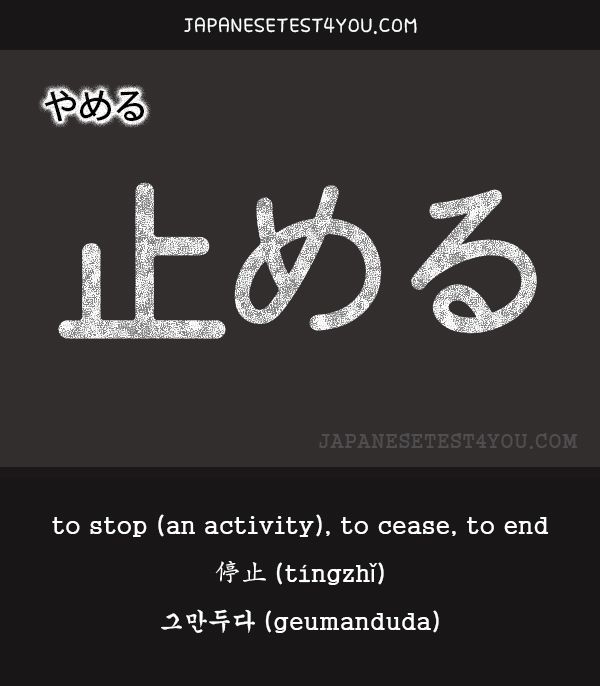 JAPANESETEST4YOU.COM
やめる
止める
JAPANESETEST4YOU.COM
to stop (an activity), to cease, to end
停止 (tíngzhǐ)
그만두다 (geumanduda)